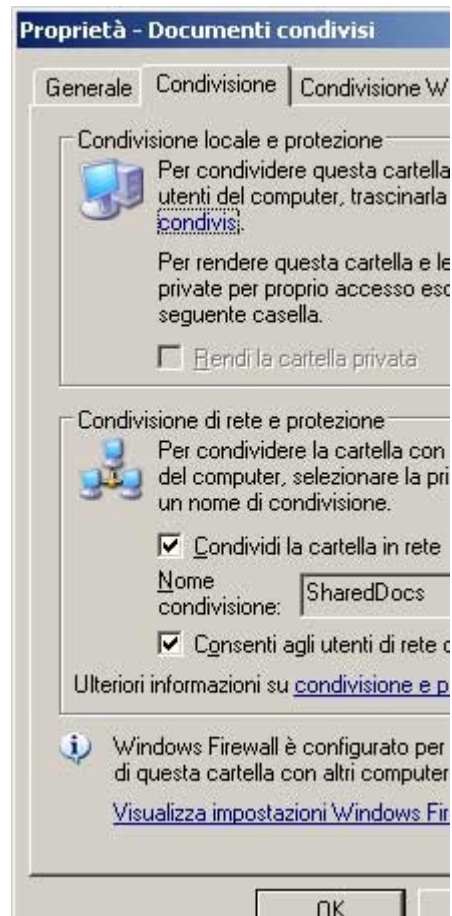 Proprietà - Documenti condivisi
Generale Condivisione Condivisione W
Condivisione locale e protezione
Per condividere questa cartella
utenti del computer, trascinarla
condivis.
Per rendere questa cartella e le
private per proprio accesso esc
seguente casella.
Rendi la cartella privata
Condivisione di rete e protezione
Per condividere la cartella con
del computer, selezionare la pri
un nome di condivisione.
Condividi la cartella in rete
Nome
condivisione: SharedDocs
Consenti agli utenti di rete c
Ulteriori informazioni su condivisione e p
Windows Firewall è configurato per
di questa cartella con altri computer
Visualizza impostazioni Windows Fir
OK